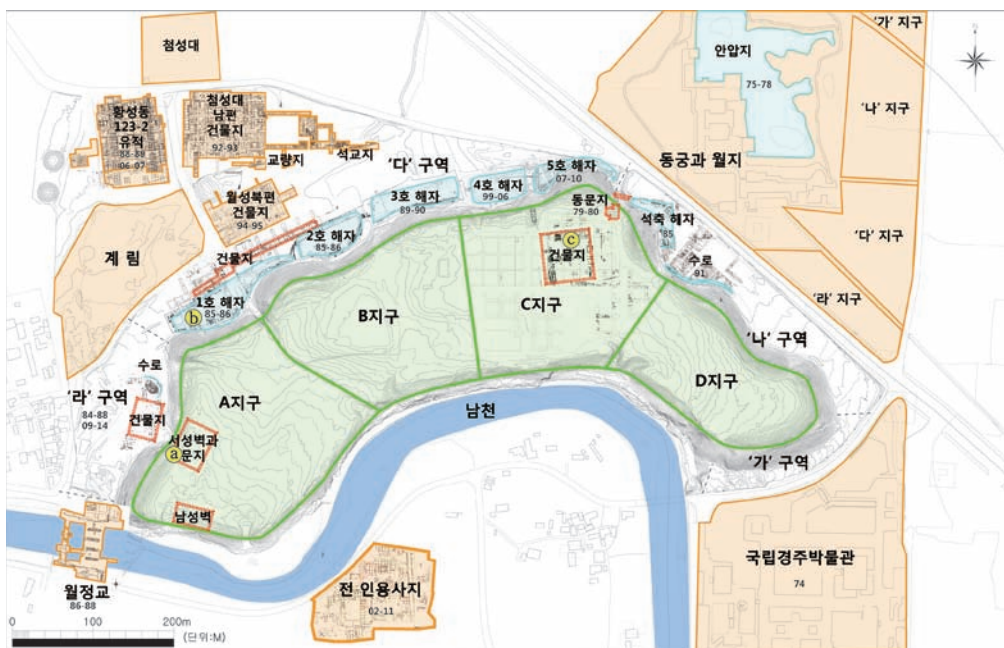 첨성대
황성동
123-2
유적
88-89
06-07
첨성대
남편
건물지
92-93
교량지
석교지
월성북편
건물지
94-95
계 림
건물지
'다' 구역
1호 해자
85-86
2호 해자
85-86
3호 해자
89-90
4호 해자
99-06
5호 해자
07-10
동문지
79-80
석축 해자
85
수로
91
안압지
75-78
동궁과 월지
'가' 지구
'나' 지구
'다' 지구
'라' 지구
b
c
건물지
A지구
B지구
C지구
D지구
'나' 구역
'가' 구역
'라' 구역
84-88
09-14
수로
건물지
서성벽과
문지
a
남성벽
남천
월정교
86-88
전 인용사지
02-11
국립경주박물관
74
0 100 200m
(단위:M)